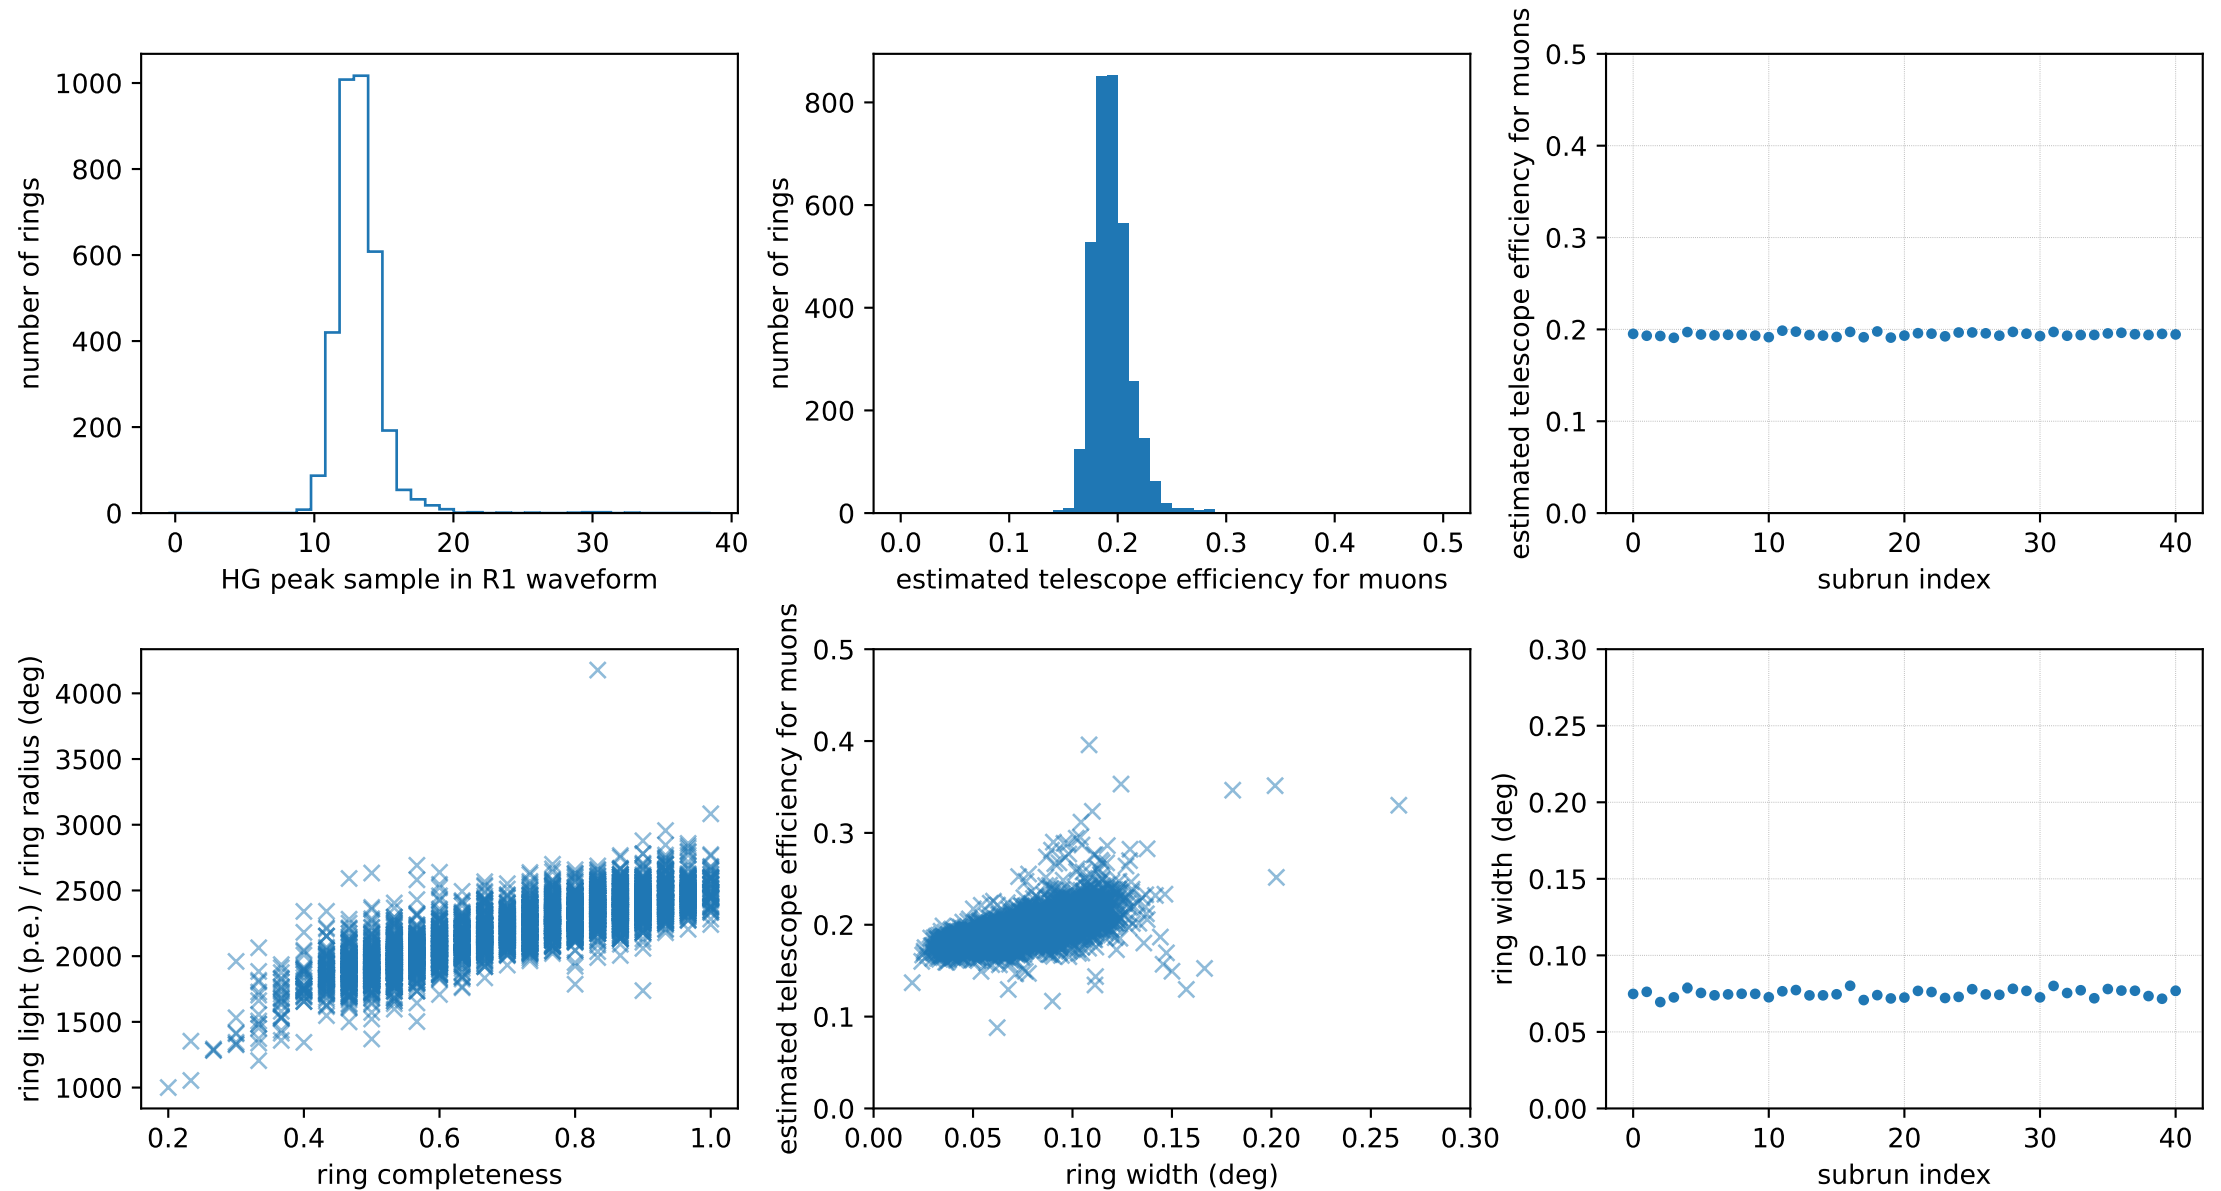 1000
800
600
400
200
0
number of rings
0 10 20 30 40
HG peak sample in R1 waveform
800
600
400
200
0
number of rings
0.0 0.1 0.2 0.3 0.4 0.5
estimated telescope efficiency for muons
0.5
0.4
0.3
0.2
0.1
0.0
estimated telescope efficiency for muons
0 10 20 30 40
subrun index
4000
3500
3000
2500
2000
1500
1000
ring light (p.e.) / ring radius (deg)
0.2 0.4 0.6 0.8 1.0
ring completeness
0.5
0.4
0.3
0.2
0.1
0.0
estimated telescope efficiency for muons
0.00 0.05 0.10 0.15 0.20 0.25 0.30
ring width (deg)
0.30
0.25
0.20
0.15
0.10
0.05
0.00
ring width (deg)
0 10 20 30 40
subrun index